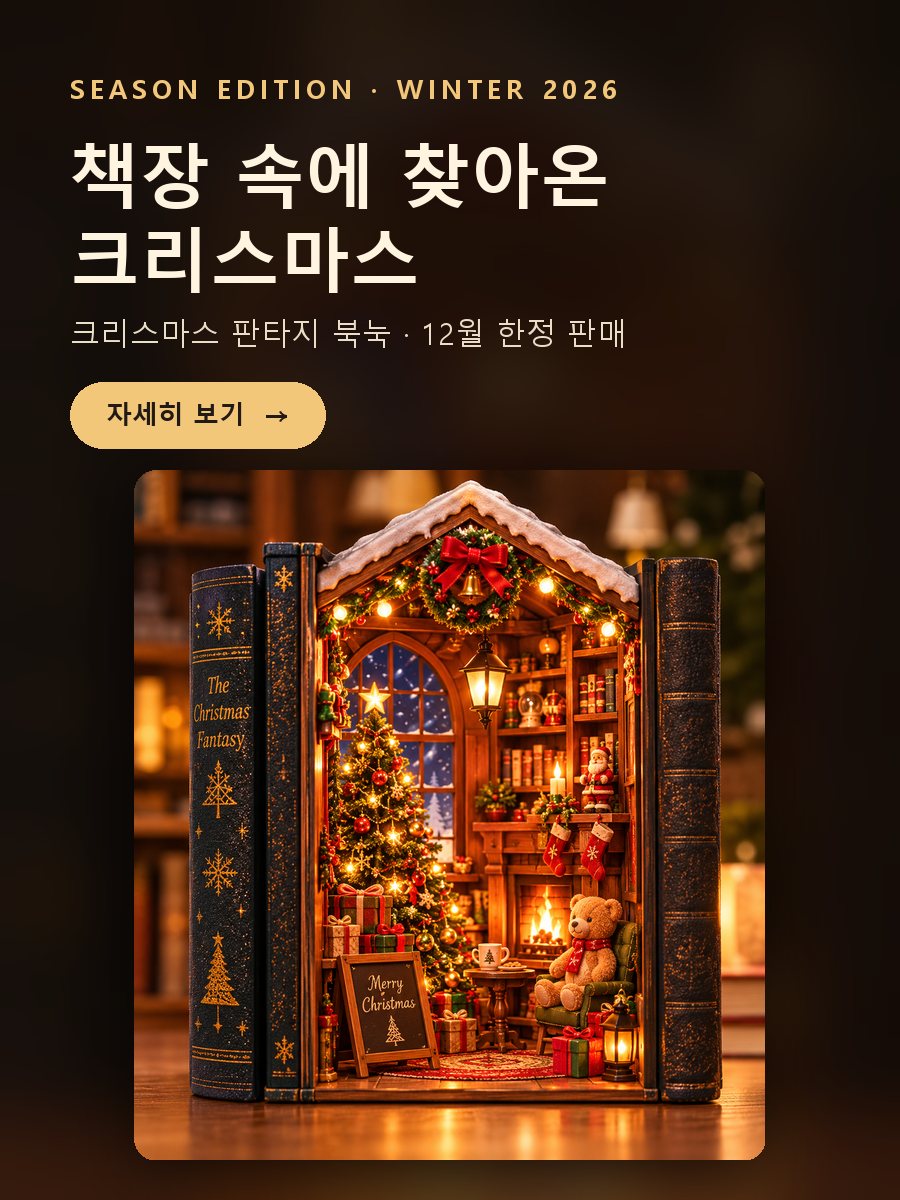 SEASON EDITION · WINTER 2026
책장 속에 찾아온
크리스마스
크리스마스 판타지 북눅 · 12월 한정 판매
자세히 보기 →
The
Christmas
Fantasy
Merry
Christmas